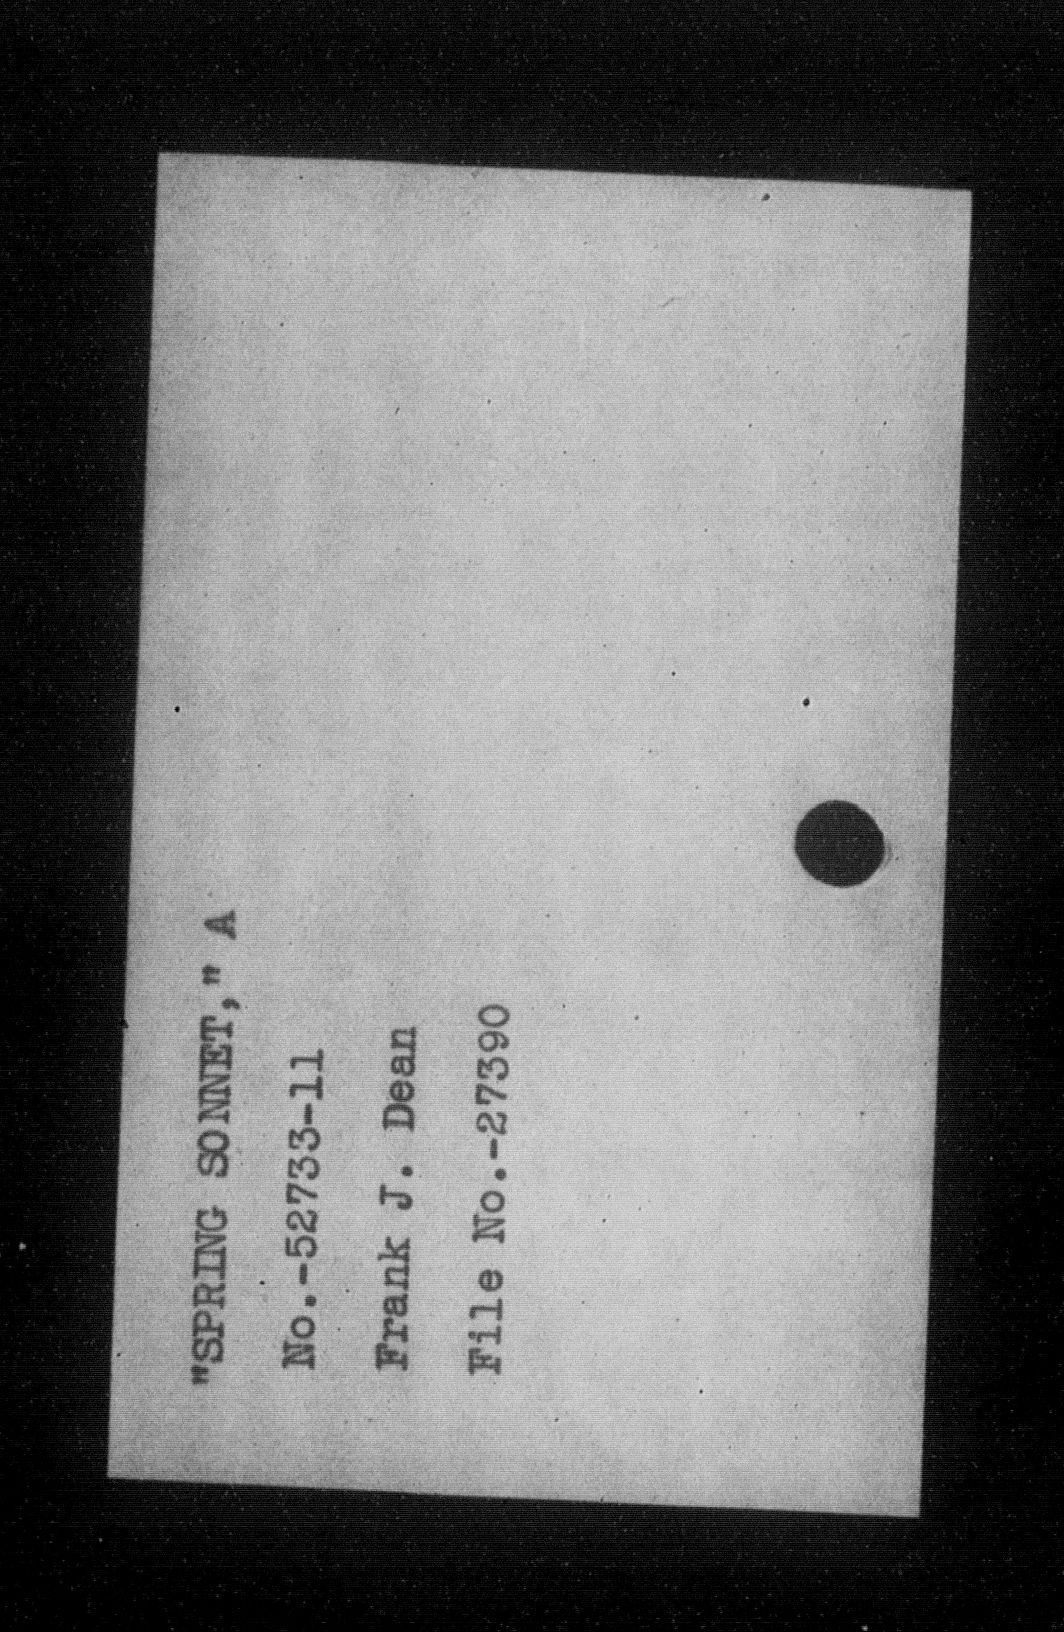 "SPRING SONNET," A
No.-52733-11
Frank J. Dean
File No.-27390